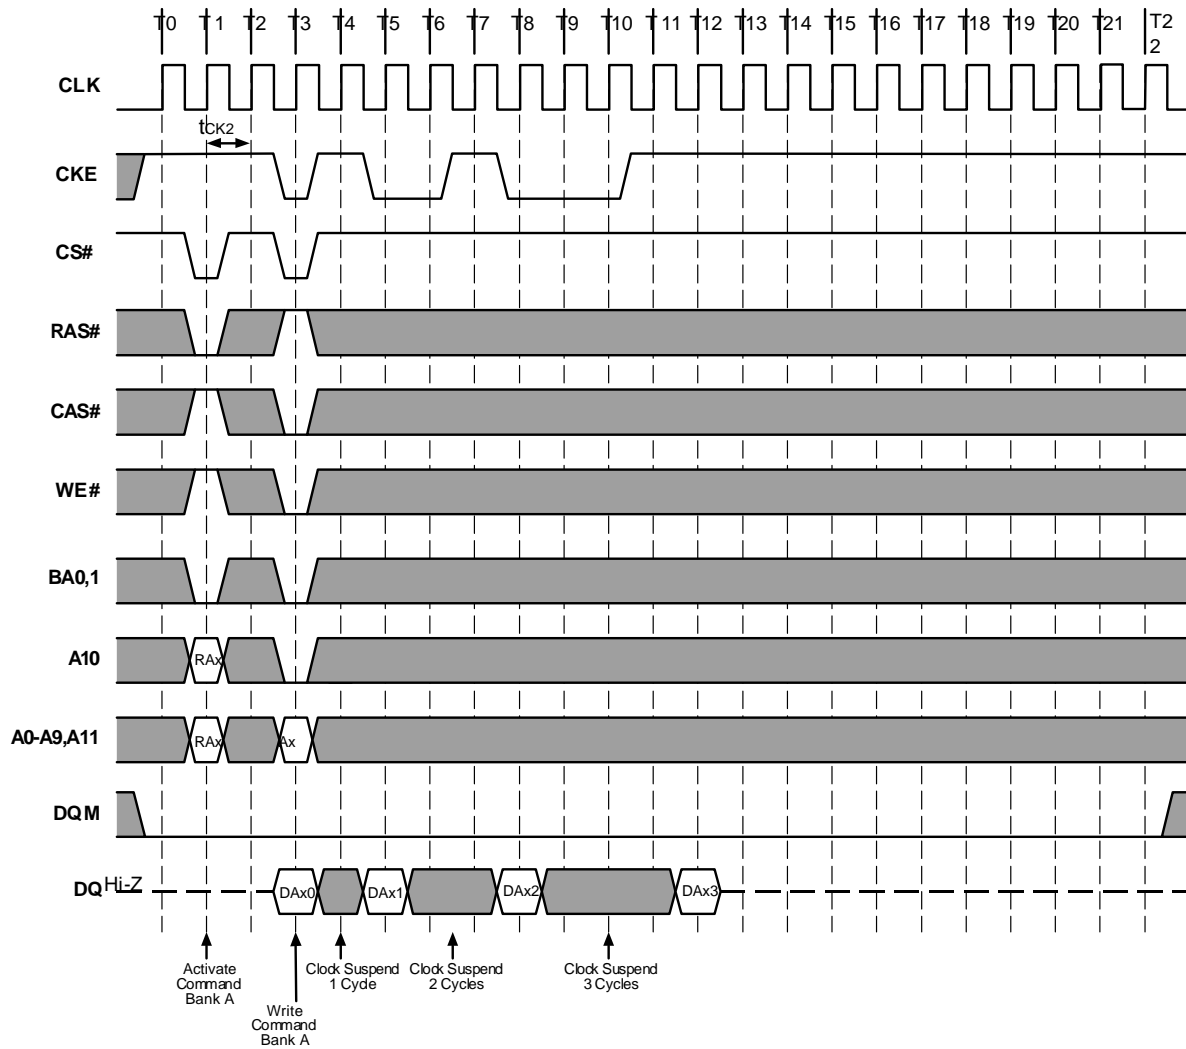 T0 T1 T2 T3 T4 T5 T6 T7 T8 T9 T10 T11 T12 T13 T14 T15 T16 T17 T18 T19 T20 T21 T2
2
CLK
tCK2
CKE
CS#
RAS#
CAS#
WE#
BA0,1
A10
RAx
A0-A9,A11
RAx
Ax
DQM
DQ
Hi-Z
DAx0
DAx1
DAx2
DAx3
Activate
Command
Bank A
Write
Command
Bank A
Clock Suspend
1 Cycle
Clock Suspend
2 Cycles
Clock Suspend
3 Cycles